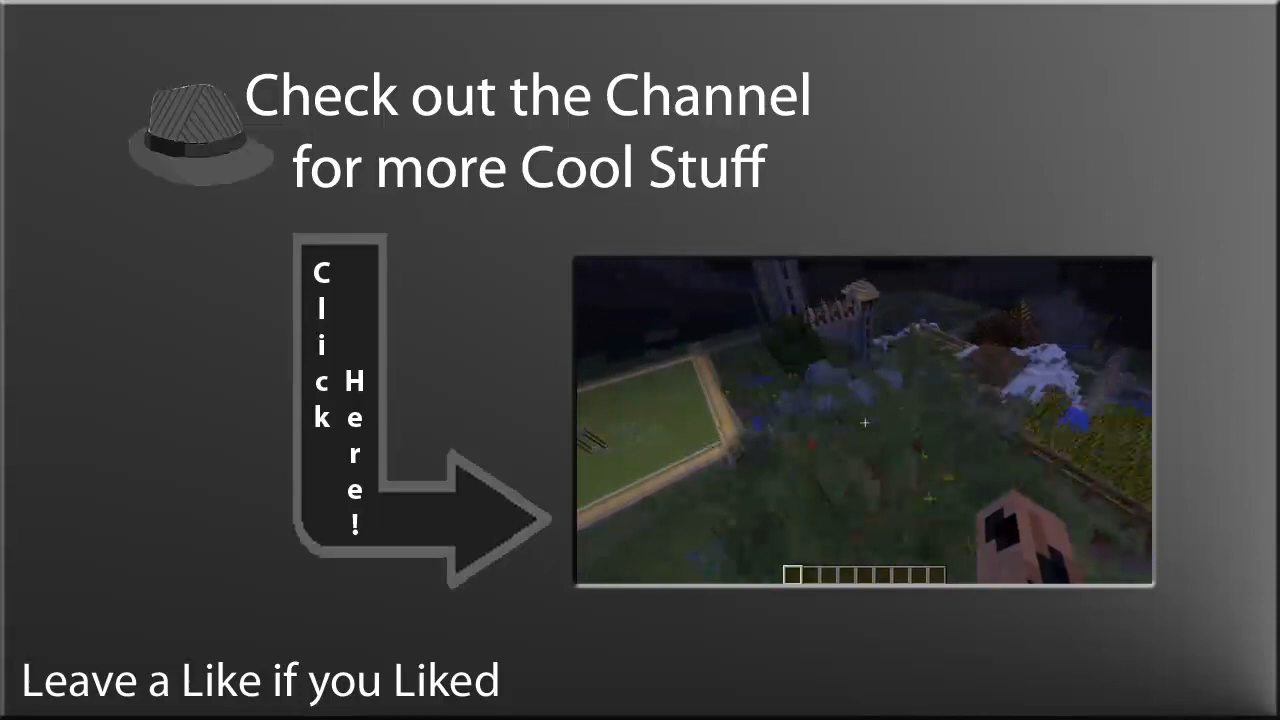 Check out the Channel
for more Cool Stuff
Click
Here!
Leave a Like if you Liked